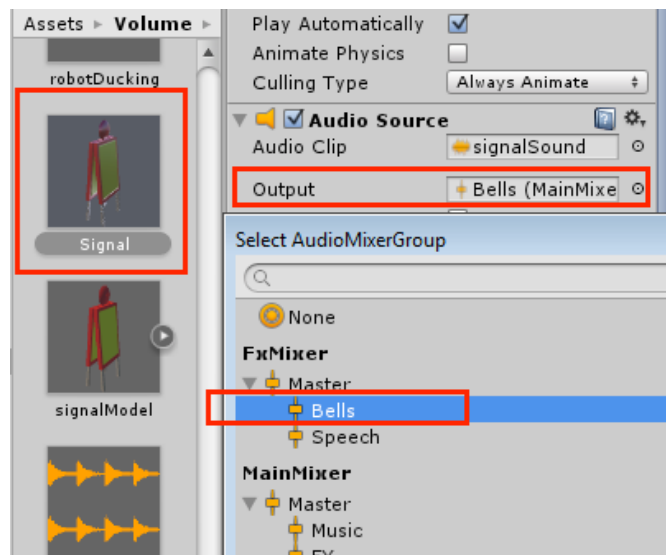 Assets ▸ Volume ▸
robotDucking
Signal
signalModel
Play Automatically
Animate Physics
Culling Type Always Animate
Audio Source
Audio Clip signalSound
Output Bells (MainMixe
Select AudioMixerGroup
None
FxMixer
Master
Bells
Speech
MainMixer
Master
Music
FX